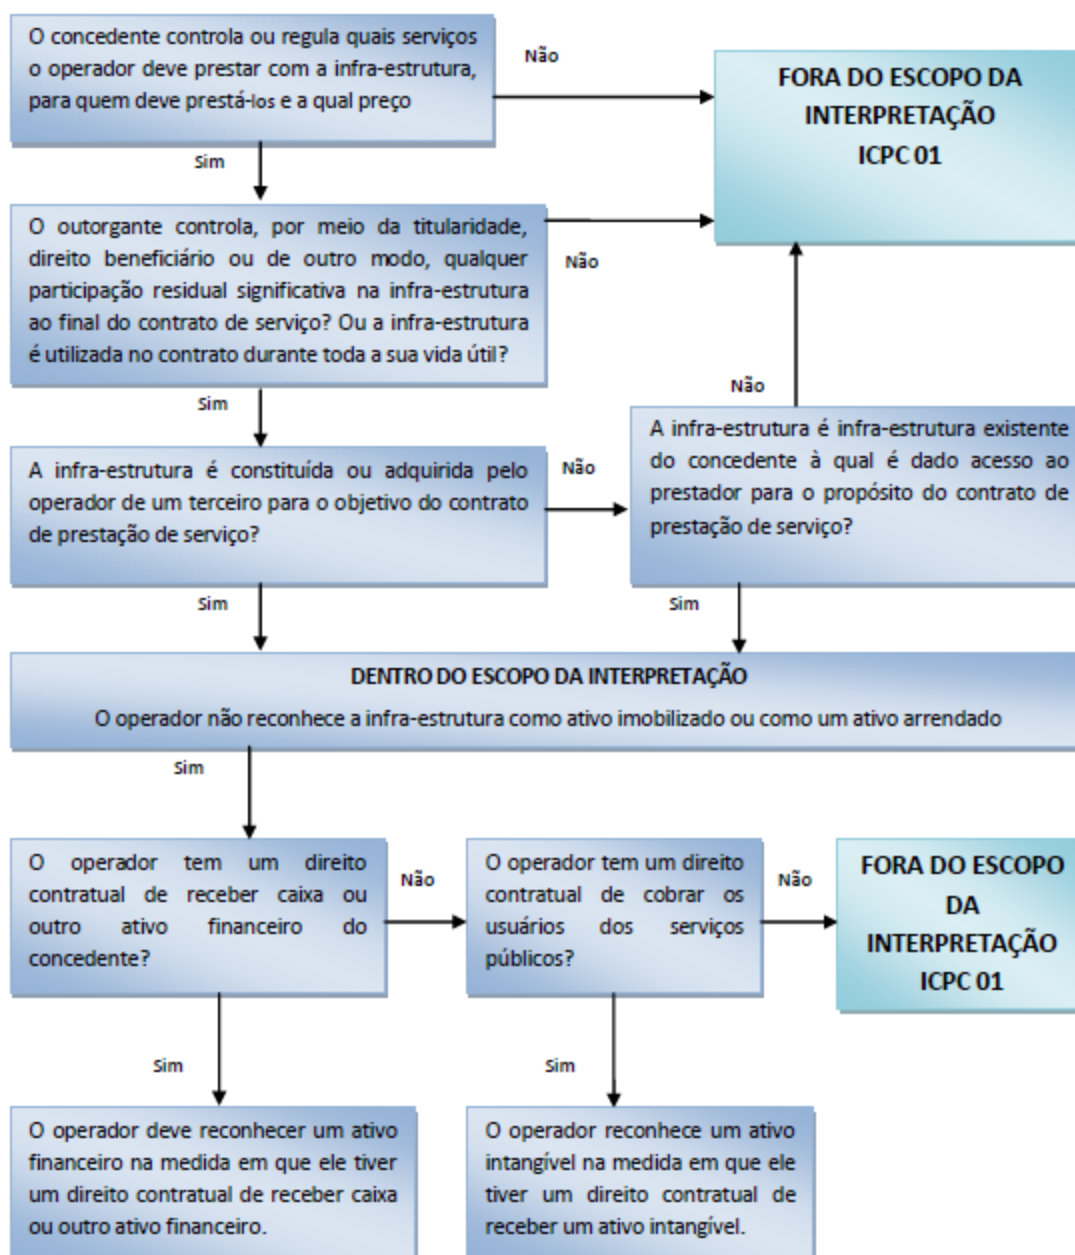 O concedente controla ou regula quais serviços
o operador deve prestar com a infra-estrutura,
para quem deve prestá-los e a qual preço
Não
FORA DO ESCOPO DA
INTERPRETAÇÃO
ICPC 01
Sim
O outorgante controla, por meio da titularidade,
direito beneficiário ou de outro modo, qualquer
participação residual significativa na infra-estrutura
ao final do contrato de serviço? Ou a infra-estrutura
é utilizada no contrato durante toda a sua vida útil?
Não
Sim
Não
A infra-estrutura é constituída ou adquirida pelo
operador de um terceiro para o objetivo do contrato
de prestação de serviço?
Não
A infra-estrutura é infra-estrutura existente
do concedente à qual é dado acesso ao
prestador para o propósito do contrato de
prestação de serviço?
Sim
Sim
DENTRO DO ESCOPO DA INTERPRETAÇÃO
O operador não reconhece a infra-estrutura como ativo imobilizado ou como um ativo arrendado
Sim
O operador tem um direito
contratual de receber caixa ou
outro ativo financeiro do
concedente?
Não
O operador tem um direito
contratual de cobrar os
usuários dos serviços
públicos?
Não
FORA DO ESCOPO
DA
INTERPRETAÇÃO
ICPC 01
Sim
Sim
O operador deve reconhecer um ativo
financeiro na medida em que ele tiver
um direito contratual de receber caixa
ou outro ativo financeiro.
O operador reconhece um ativo
intangível na medida em que ele
tiver um direito contratual de
receber um ativo intangível.